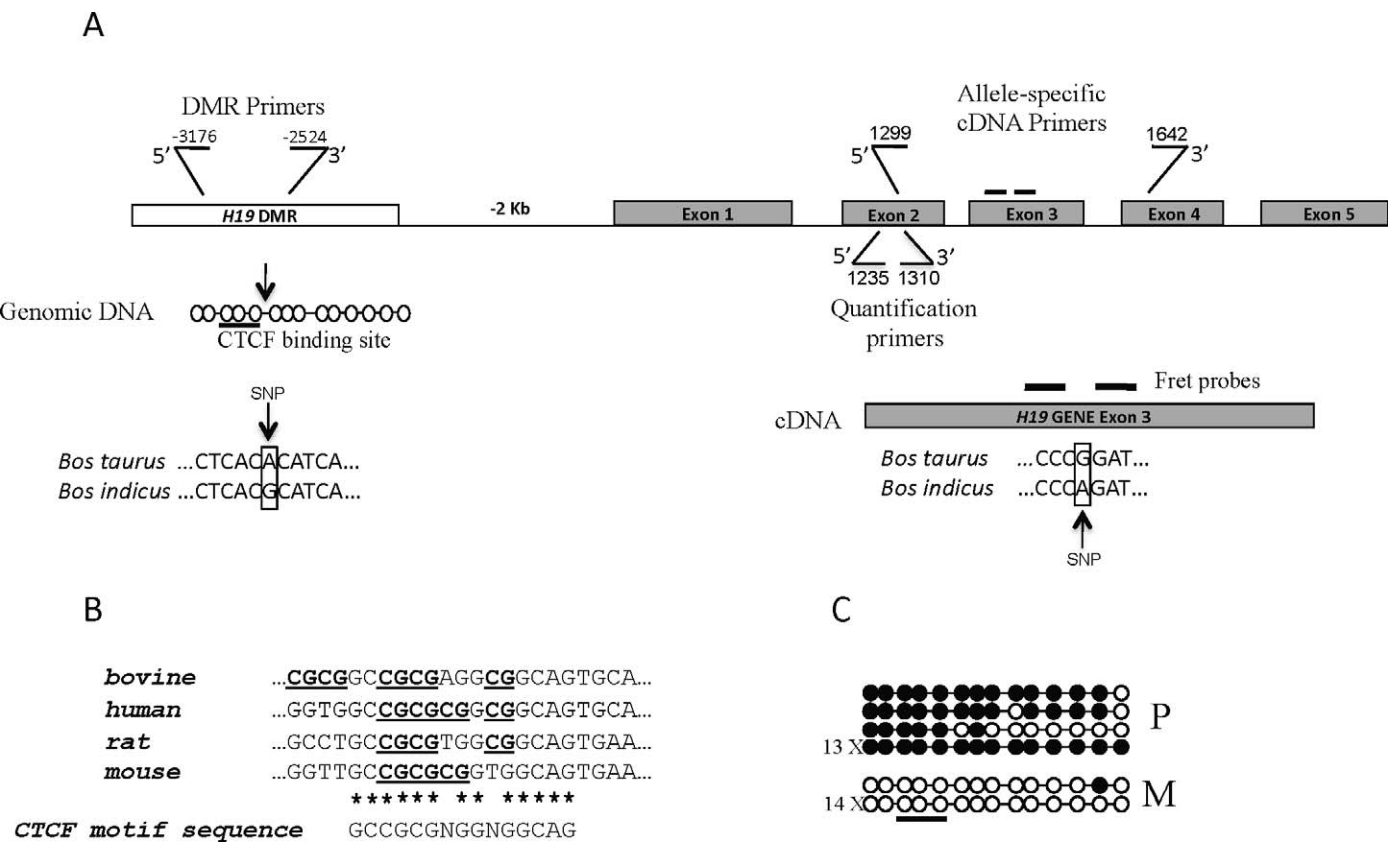 A
DMR Primers
-3176
-2524
5′
3′
Allele-specific
cDNA Primers
1299
1642
5′
3′
H19 DMR
-2 Kb
Exon 1
Exon 2
Exon 3
Exon 4
Exon 5
5′
3′
1235
1310
Quantification
primers
Genomic DNA
CTCF binding site
SNP
Bos taurus ...CTCACACATCA...
Bos indicus ...CTCACGCATCA...
Fret probes
cDNA
H19 GENE Exon 3
Bos taurus ...CCCGGAT...
Bos indicus ...CCCAGAT...
SNP
B
bovine ...CGCGGCCGCGAGGCGGCAGTGCA...
human ...GGTGGCCGCGCGGCGGCAGTGCA...
rat ...GCCTGCCGCGTGGCGGCAGTGAA...
mouse ...GGTTGCCGCGCGGTGGCAGTGAA...
****** ** *****
CTCF motif sequence GCCGCGNGGNGGCAG
C
P
13 X
M
14 X